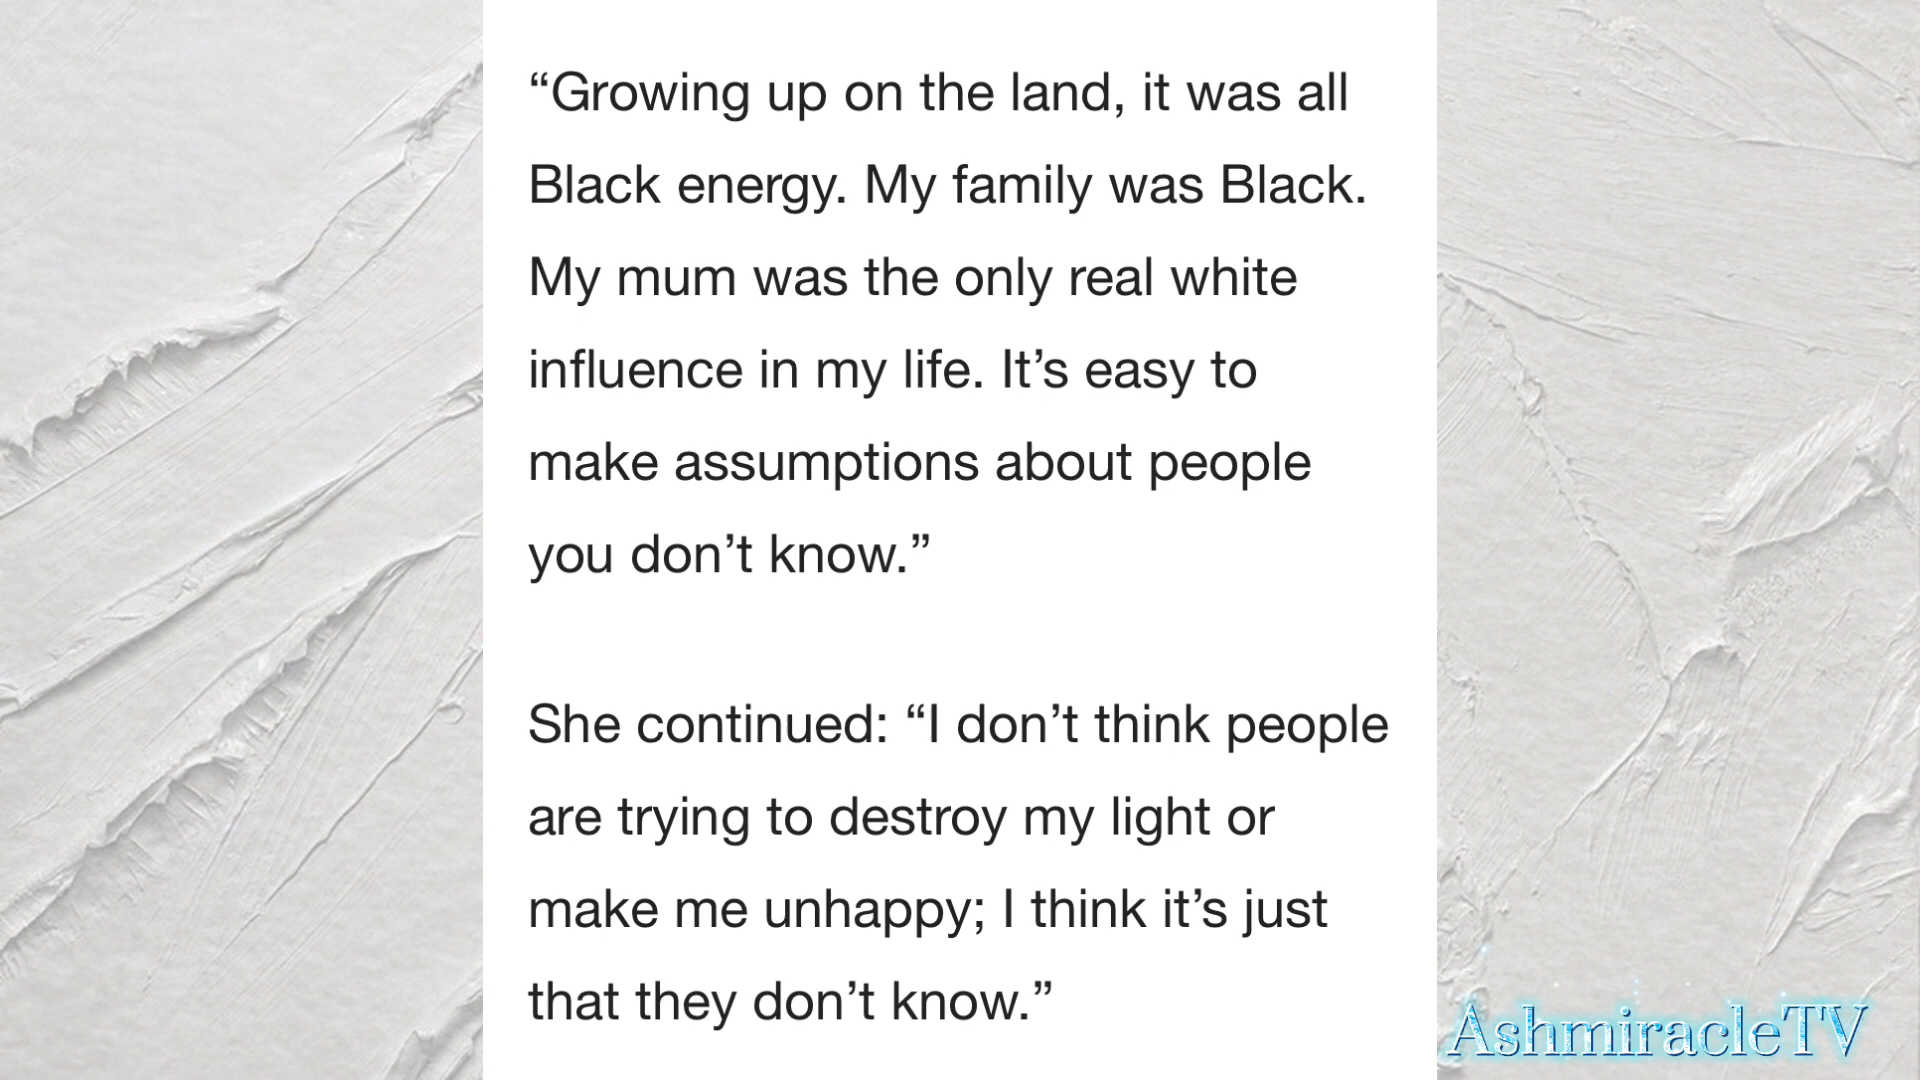 “Growing up on the land, it was all
Black energy. My family was Black.
My mum was the only real white
influence in my life. It’s easy to
make assumptions about people
you don’t know.”
She continued: “I don’t think people
are trying to destroy my light or
make me unhappy; I think it’s just
that they don’t know.”
AshmiracleTV